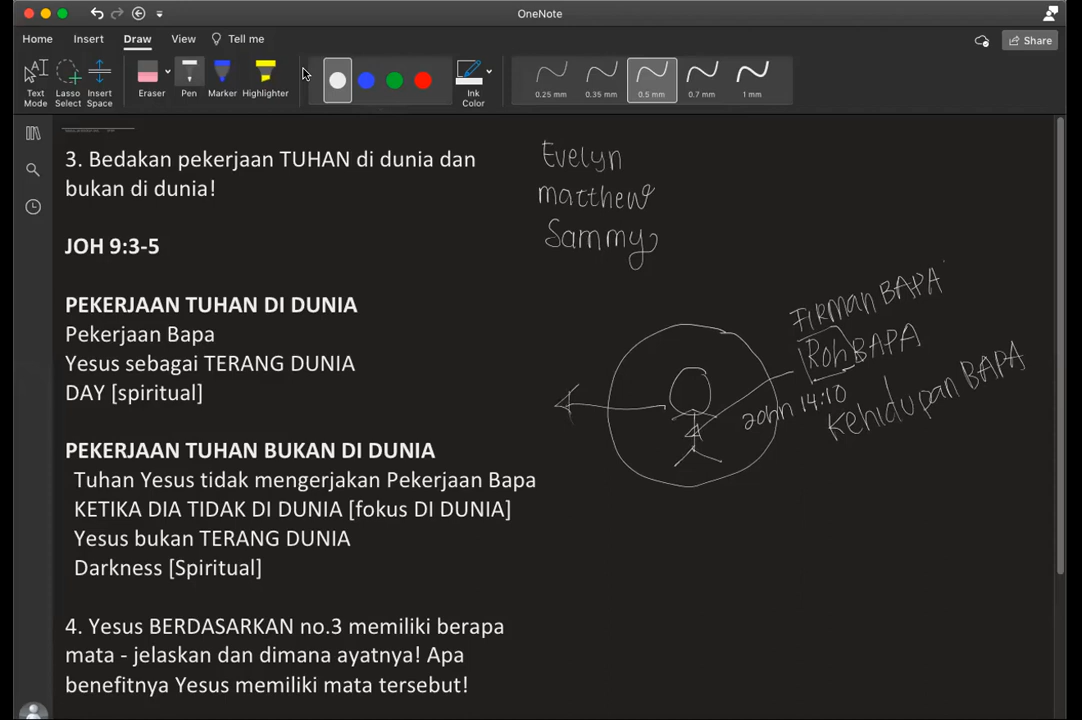 OneNote
Home Insert Draw View Tell me
Share
Text Mode
Lasso Select
Insert Space
Eraser
Pen
Marker
Highlighter
Ink Color
0.25 mm
0.35 mm
0.5 mm
0.7 mm
1 mm
3. Bedakan pekerjaan TUHAN di dunia dan
bukan di dunia!
JOH 9:3-5
PEKERJAAN TUHAN DI DUNIA
Pekerjaan Bapa
Yesus sebagai TERANG DUNIA
DAY [spiritual]
PEKERJAAN TUHAN BUKAN DI DUNIA
Tuhan Yesus tidak mengerjakan Pekerjaan Bapa
KETIKA DIA TIDAK DI DUNIA [fokus DI DUNIA]
Yesus bukan TERANG DUNIA
Darkness [Spiritual]
4. Yesus BERDASARKAN no.3 memiliki berapa
mata - jelaskan dan dimana ayatnya! Apa
benefitnya Yesus memiliki mata tersebut!
Evelyn
matthew
Sammy
FIRMAN BAPA
Roh BAPA
John 14:10
Kehidupan BAPA